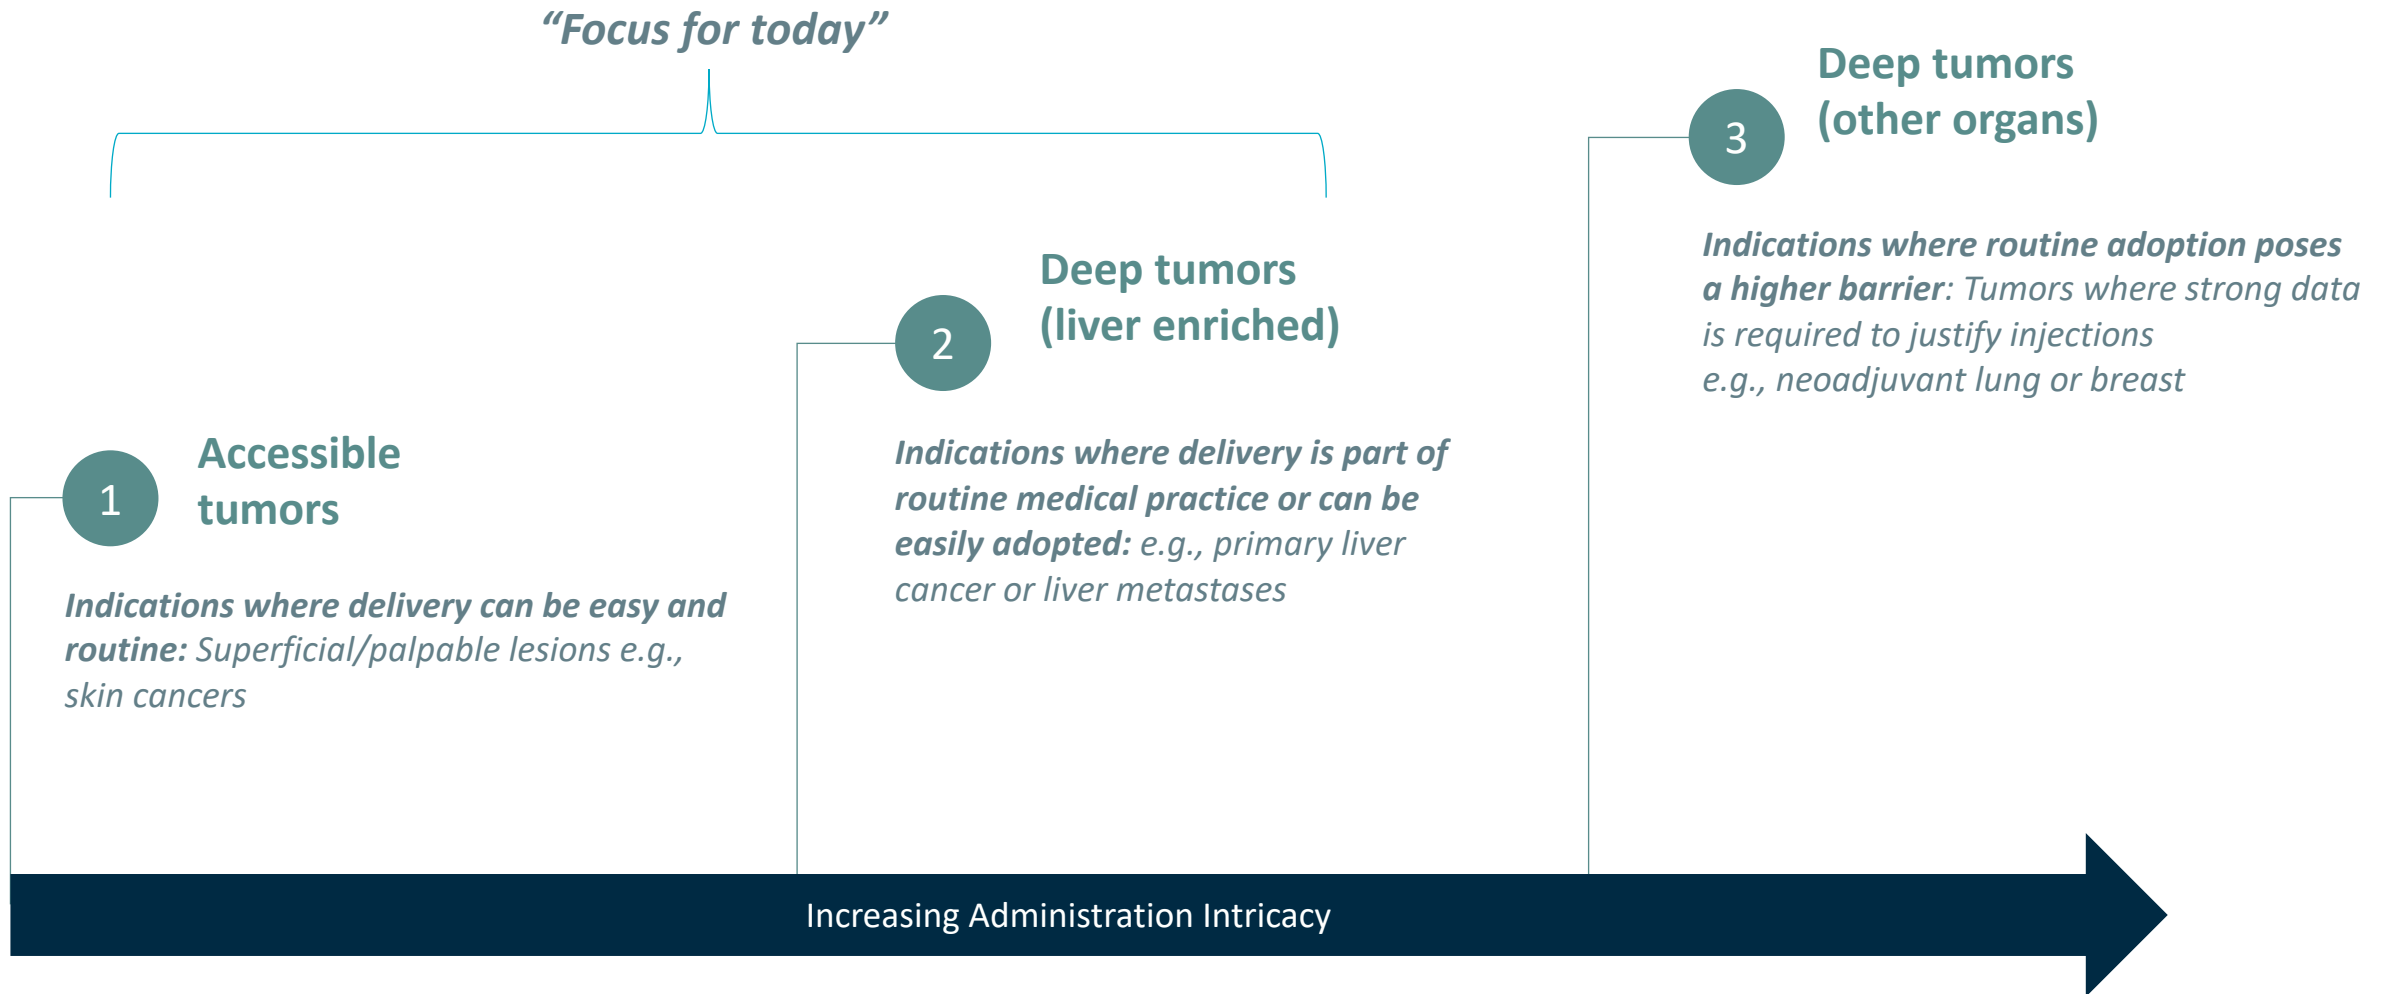 “Focus for today”
1
Accessible
tumors
Indications where delivery can be easy and
routine: Superficial/palpable lesions e.g.,
skin cancers
2
Deep tumors
(liver enriched)
Indications where delivery is part of
routine medical practice or can be
easily adopted: e.g., primary liver
cancer or liver metastases
3
Deep tumors
(other organs)
Indications where routine adoption poses
a higher barrier: Tumors where strong data
is required to justify injections
e.g., neoadjuvant lung or breast
Increasing Administration Intricacy